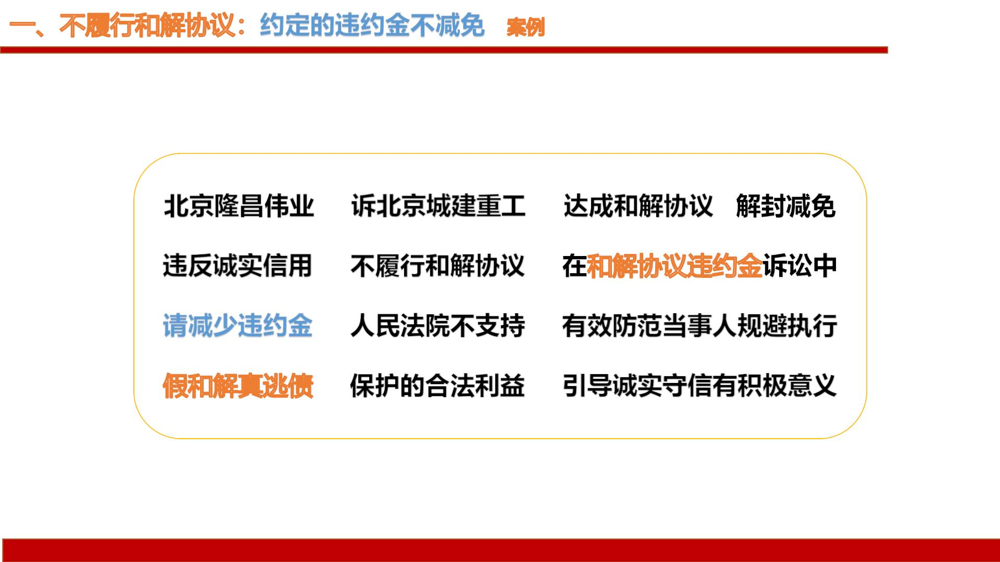 一、不履行和解协议：约定的违约金不减免 案例
北京隆昌伟业 诉北京城建重工 达成和解协议 解封减免
违反诚实信用 不履行和解协议 在和解协议违约金诉讼中
请减少违约金 人民法院不支持 有效防范当事人规避执行
假和解真逃债 保护的合法利益 引导诚实守信有积极意义